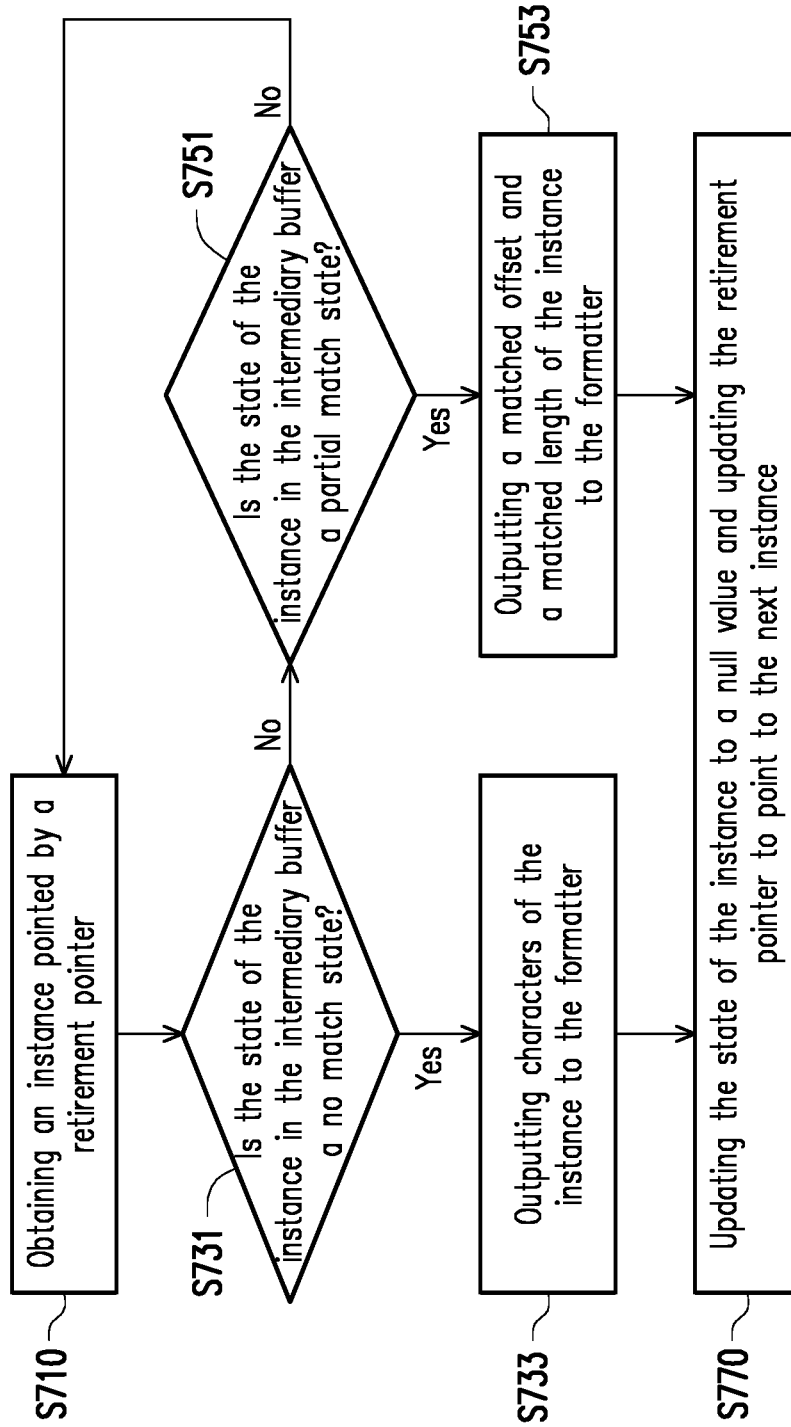 S710
Obtaining an instance pointed by a
retirement pointer
S731
Is the state of the
instance in the intermediary buffer
a no match state?
No
Yes
S751
Is the state of the
instance in the intermediary buffer
a partial match state?
No
Yes
S733
Outputting characters of the
instance to the formatter
S753
Outputting a matched offset and
a matched length of the instance
to the formatter
S770
Updating the state of the instance to a null value and updating the retirement
pointer to point to the next instance